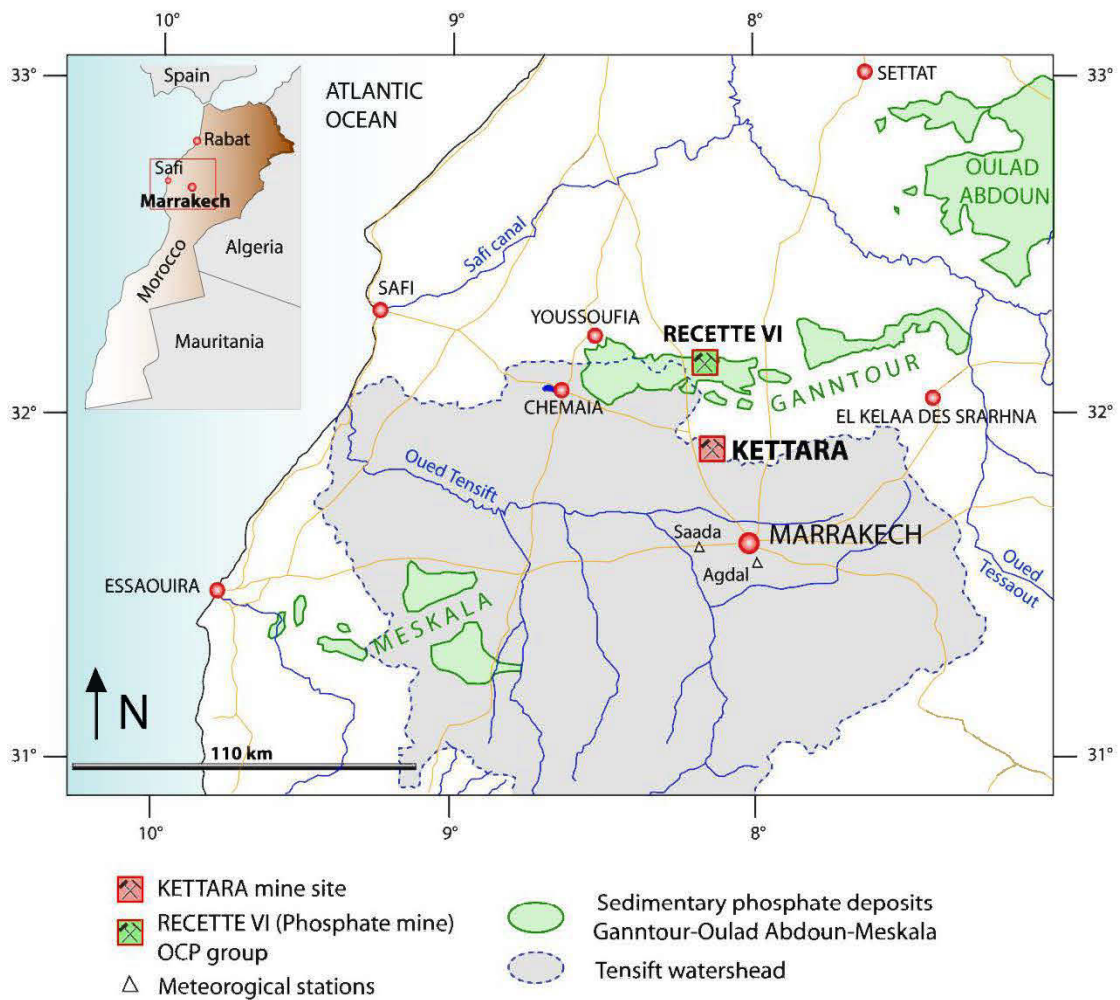 10°
9°
8°
33°
33°
Spain
ATLANTIC
OCEAN
SETTAT
Rabat
Safi
Marrakech
OULAD
ABDOUN
Algeria
Morocco
Mauritania
Safi canal
SAFI
YOUSSOUFIA
RECETTE VI
GANNTOUR
32°
32°
CHEMAIA
EL KELAA DES SRARHNA
KETTARA
Oued Tensift
Saada
MARRAKECH
Agdal
Oued
Tessaout
ESSAOUIRA
MESKALA
N
110 km
31°
31°
10°
9°
8°
KETTARA mine site
RECETTE VI (Phosphate mine)
OCP group
Meteorogical stations
Sedimentary phosphate deposits
Ganntour-Oulad Abdoun-Meskala
Tensift watershead